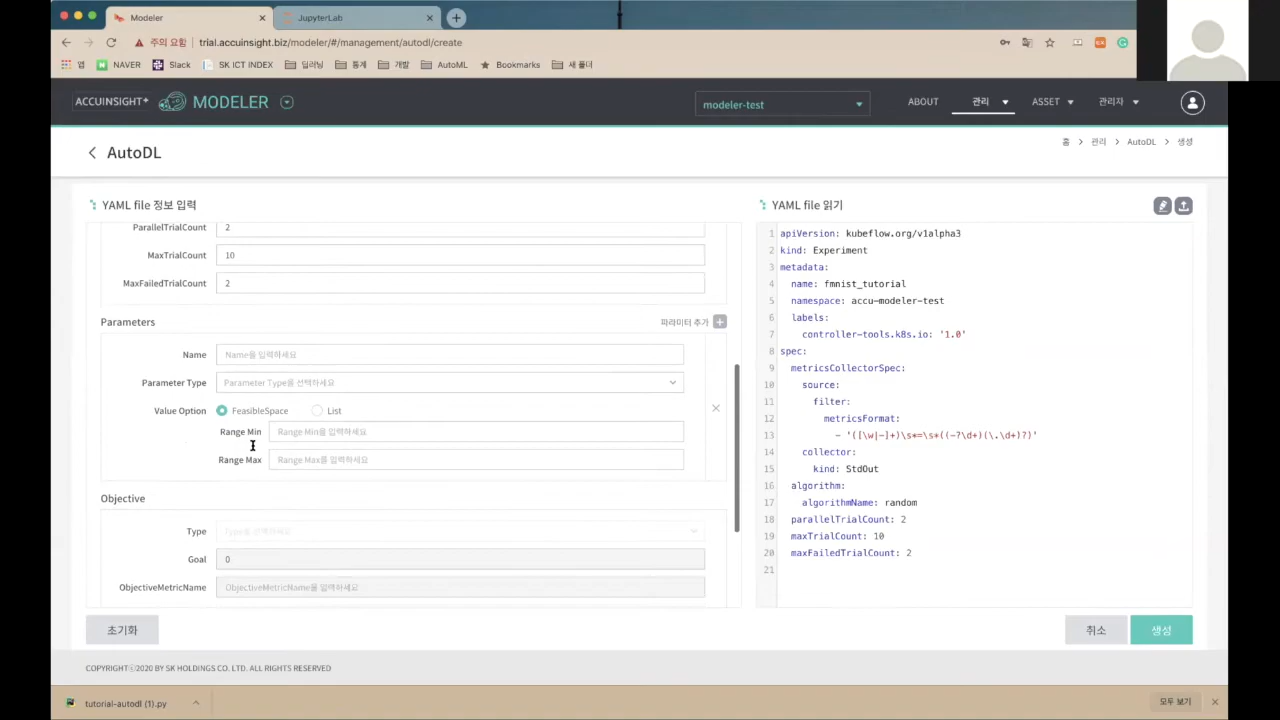 Modeler
JupyterLab
주의 요함
trial.accuinsight.biz/modeler/#/management/autodl/create
앱
NAVER
Slack
SK ICT INDEX
딥러닝
통계
개발
AutoML
Bookmarks
새 폴더
ACCUINSIGHT+
MODELER
modeler-test
ABOUT
관리
ASSET
관리자
AutoDL
홈 > 관리 > AutoDL > 생성
YAML file 정보 입력
ParallelTrialCount
2
MaxTrialCount
10
MaxFailedTrialCount
2
Parameters
파라미터 추가
Name
Name을 입력하세요
Parameter Type
Parameter Type를 선택하세요
Value Option
FeasibleSpace
List
Range Min
Range Min을 입력하세요
Range Max
Range Max를 입력하세요
Objective
Type
Type를 선택하세요
Goal
0
ObjectiveMetricName
ObjectiveMetricName을 입력하세요
초기화
YAML file 읽기
1 apiVersion: kubeflow.org/v1alpha3
2 kind: Experiment
3 metadata:
4 name: fmnist_tutorial
5 namespace: accu-modeler-test
6 labels:
7 controller-tools.k8s.io: '1.0'
8 spec:
9 metricsCollectorSpec:
10 source:
11 filter:
12 metricsFormat:
13 - '([\w|-]+)\s*=\s*((-?\d+)(\.\d+)?)'
14 collector:
15 kind: StdOut
16 algorithm:
17 algorithmName: random
18 parallelTrialCount: 2
19 maxTrialCount: 10
20 maxFailedTrialCount: 2
21
취소
생성
COPYRIGHTⓒ2020 BY SK HOLDINGS CO. LTD. ALL RIGHTS RESERVED
tutorial-autodl (1).py
모두 보기